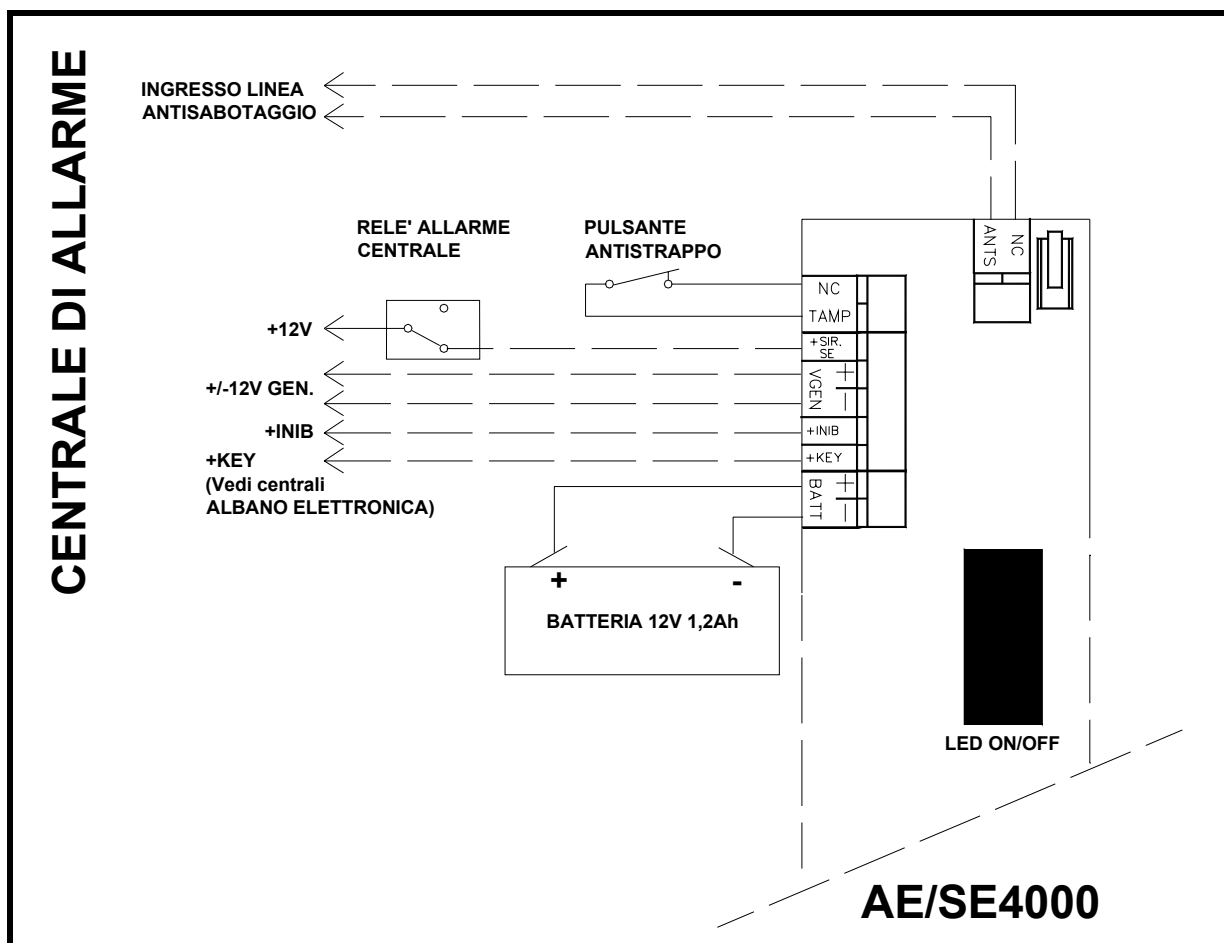 CENTRALE DI ALLARME
INGRESSO LINEA
ANTISABOTAGGIO
RELE' ALLARME
CENTRALE
PULSANTE
ANTISTRAPPO
ANTS
NC
NC
TAMP
+SIR.
SE
VGEN
+
-
+INIB
+KEY
BATT
+
-
+12V
+/-12V GEN.
+INIB
+KEY
(Vedi centrali
ALBANO ELETTRONICA)
+
-
BATTERIA 12V 1,2Ah
LED ON/OFF
AE/SE4000